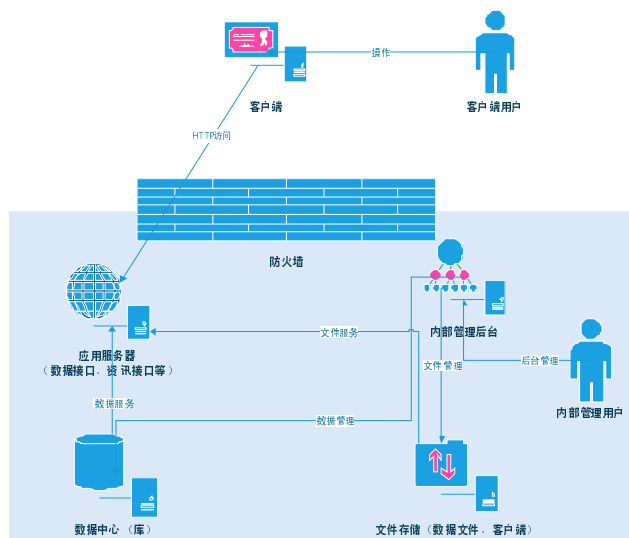 操作
客户端
客户端用户
HTTP访问
防火墙
内部管理后台
文件服务
应用服务器
（数据接口、资讯接口等）
文件管理
后台管理
数据服务
内部管理用户
数据管理
数据中心（库）
文件存储（数据文件、客户端）